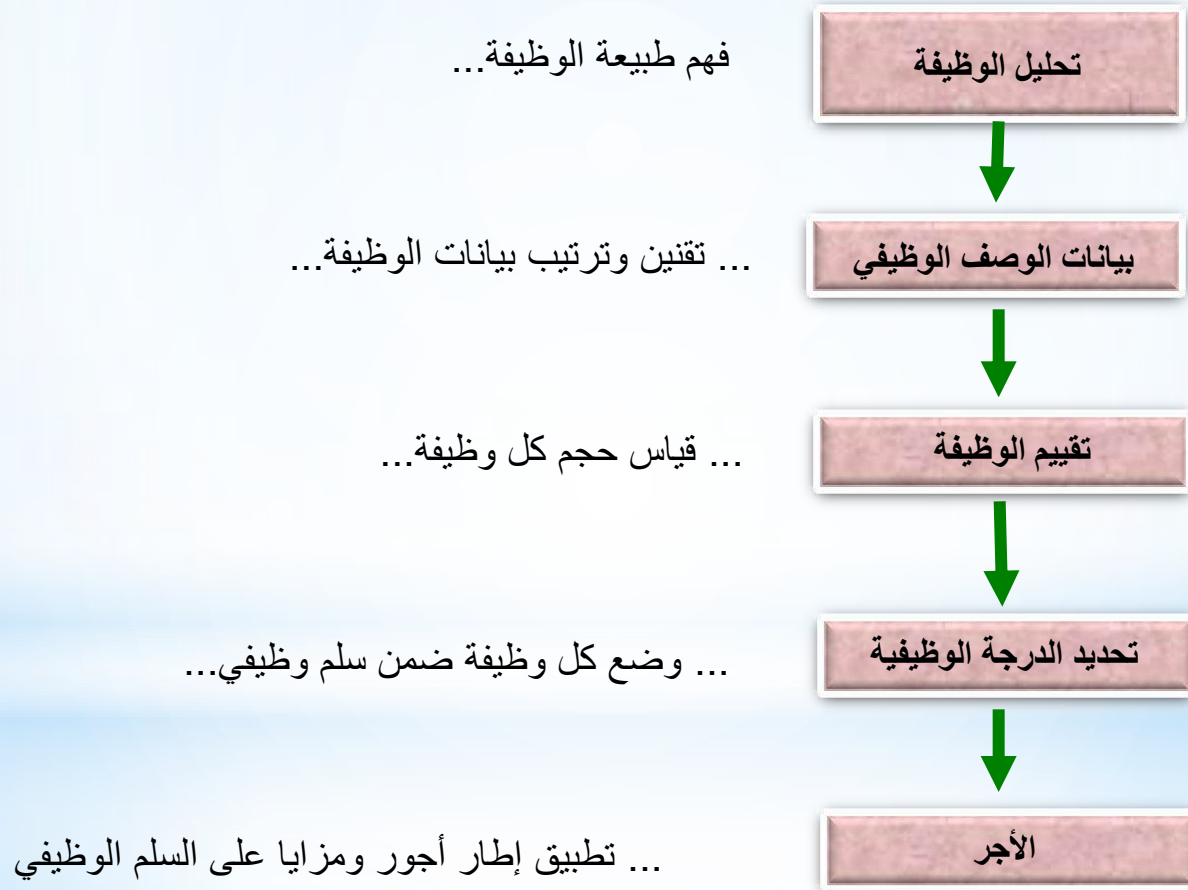 تحليل الوظيفة
فهم طبيعة الوظيفة...
بيانات الوصف الوظيفي
... تقنين وترتيب بيانات الوظيفة...
تقييم الوظيفة
... قياس حجم كل وظيفة...
تحديد الدرجة الوظيفية
... وضع كل وظيفة ضمن سلم وظيفي...
الأجر
... تطبيق إطار أجور ومزايا على السلم الوظيفي